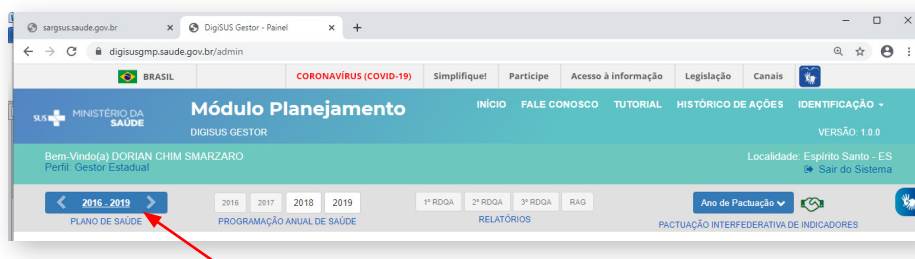 sargsus.saude.gov.br
DigiSUS Gestor - Painel
digisusgmp.saude.gov.br/admin
BRASIL
CORONAVÍRUS (COVID-19)
Simplifique!
Participe
Acesso à informação
Legislação
Canais
SUS
MINISTÉRIO DA
SAÚDE
Módulo Planejamento
DIGISUS GESTOR
INÍCIO
FALE CONOSCO
TUTORIAL
HISTÓRICO DE AÇÕES
IDENTIFICAÇÃO
VERSÃO: 1.0.0
Bem-Vindo(a) DORIAN CHIM SMARZARO
Perfil: Gestor Estadual
Localidade: Espírito Santo - ES
Sair do Sistema
2016 - 2019
PLANO DE SAÚDE
2016 2017 2018 2019
PROGRAMAÇÃO ANUAL DE SAÚDE
1º RDQA 2º RDQA 3º RDQA RAG
RELATÓRIOS
Ano de Pactuação
PACTUAÇÃO INTERFEDERATIVA DE INDICADORES